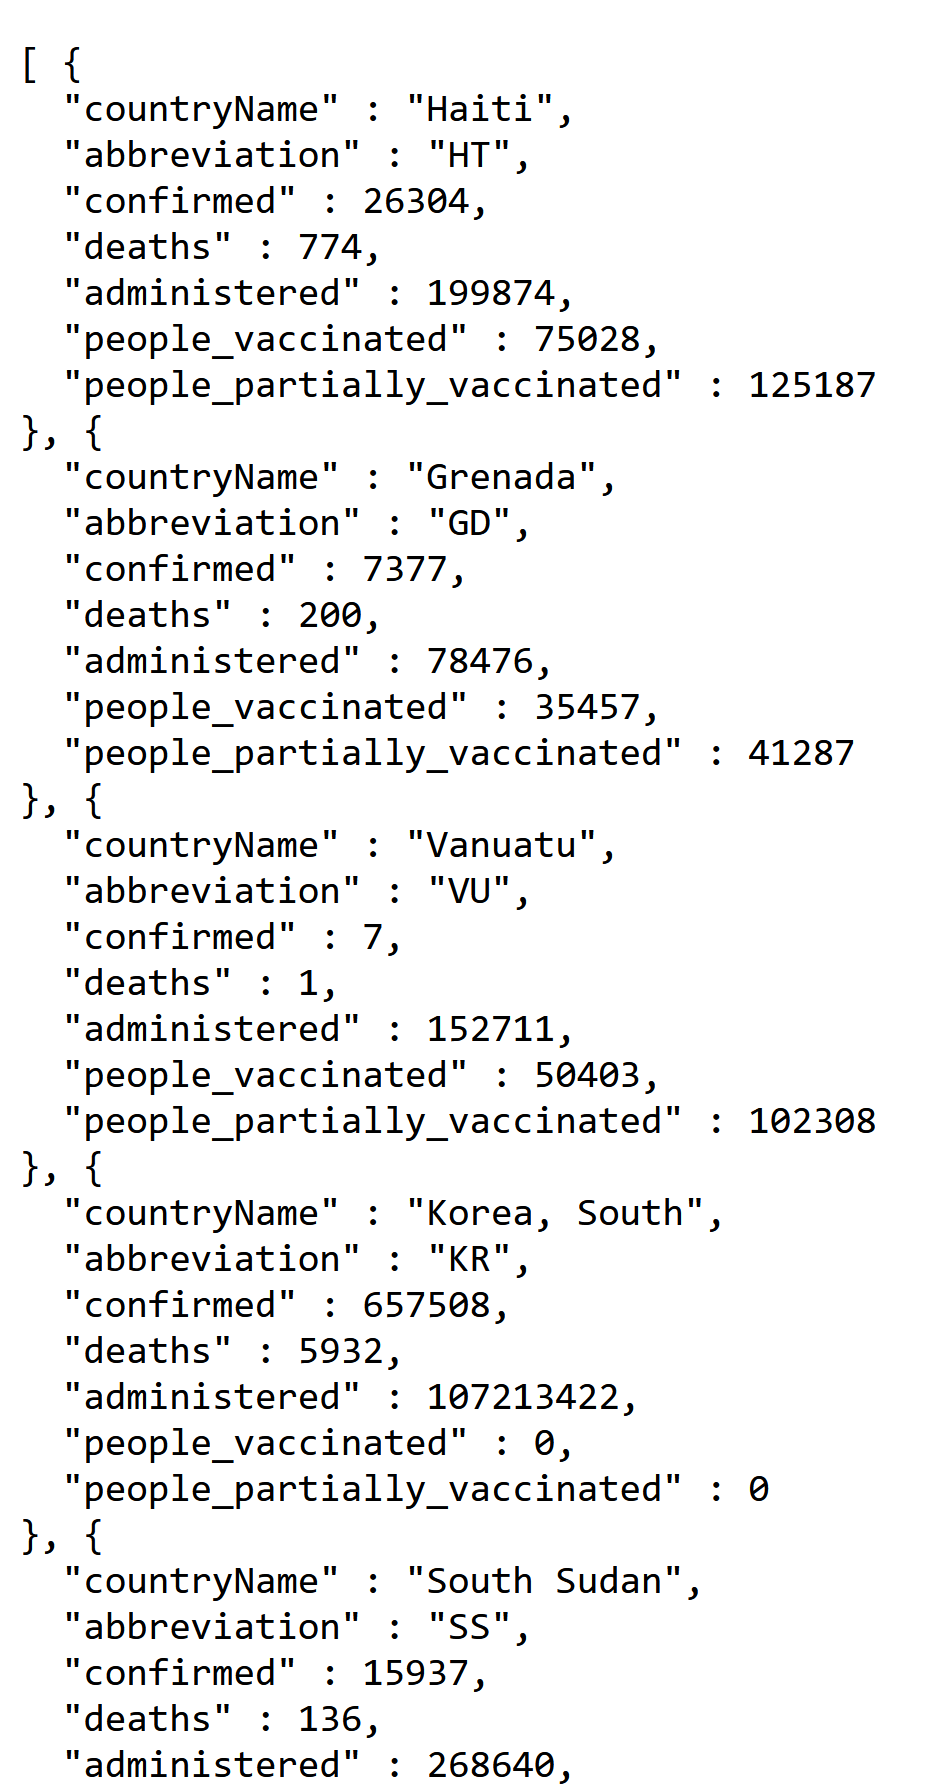 [ {
"countryName" : "Haiti",
"abbreviation" : "HT",
"confirmed" : 26304,
"deaths" : 774,
"administered" : 199874,
"people_vaccinated" : 75028,
"people_partially_vaccinated" : 125187
}, {
"countryName" : "Grenada",
"abbreviation" : "GD",
"confirmed" : 7377,
"deaths" : 200,
"administered" : 78476,
"people_vaccinated" : 35457,
"people_partially_vaccinated" : 41287
}, {
"countryName" : "Vanuatu",
"abbreviation" : "VU",
"confirmed" : 7,
"deaths" : 1,
"administered" : 152711,
"people_vaccinated" : 50403,
"people_partially_vaccinated" : 102308
}, {
"countryName" : "Korea, South",
"abbreviation" : "KR",
"confirmed" : 657508,
"deaths" : 5932,
"administered" : 107213422,
"people_vaccinated" : 0,
"people_partially_vaccinated" : 0
}, {
"countryName" : "South Sudan",
"abbreviation" : "SS",
"confirmed" : 15937,
"deaths" : 136,
"administered" : 268640,